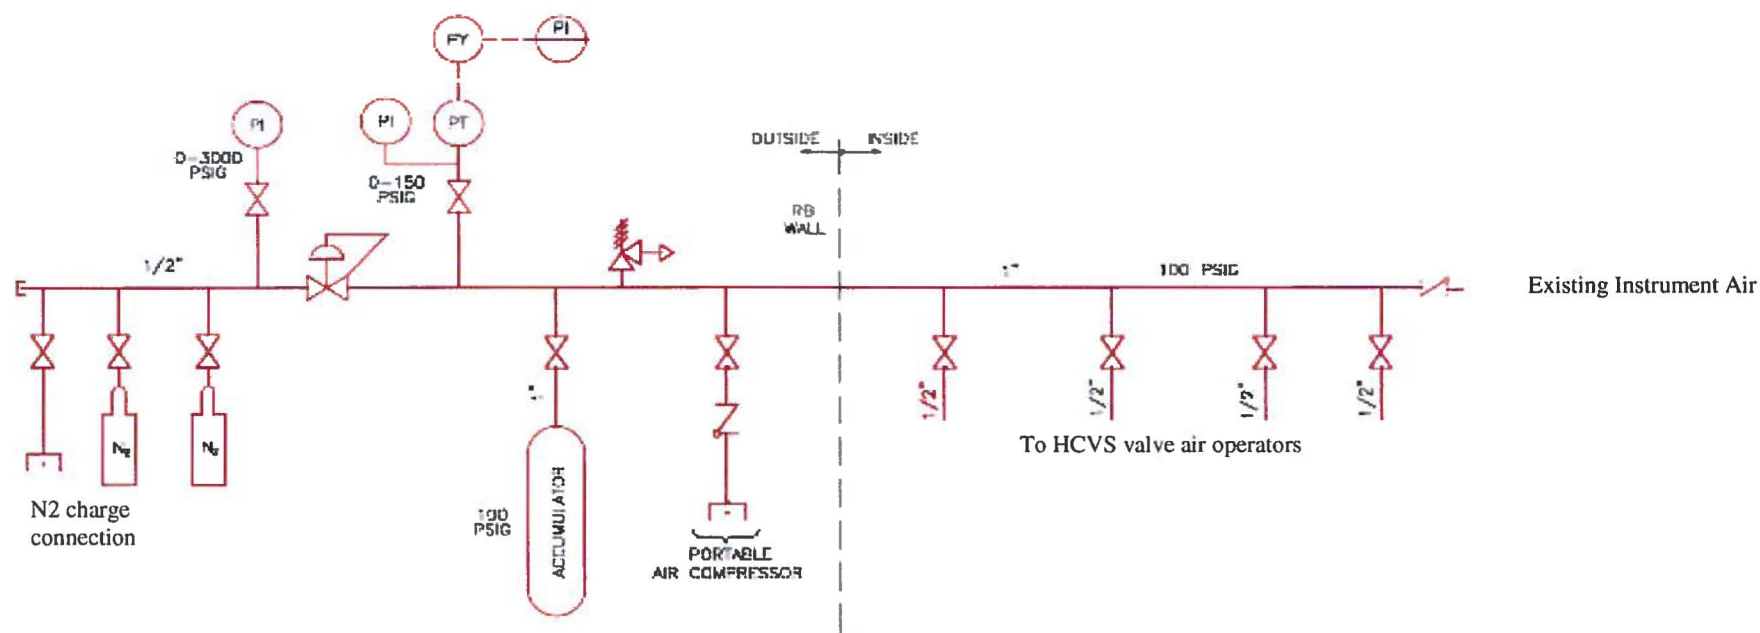 PI
PI
PI
PT
0-3000
PSIG
0-150
PSIG
OUTSIDE
INSIDE
RB
WALL
1/2"
1"
100 PSIG
Existing Instrument Air
N2
N2
N2 charge
connection
1"
100
PSIG
ACCUMULATOR
PORTABLE
AIR COMPRESSOR
1/2"
1/2"
1/2"
1/2"
To HCVS valve air operators